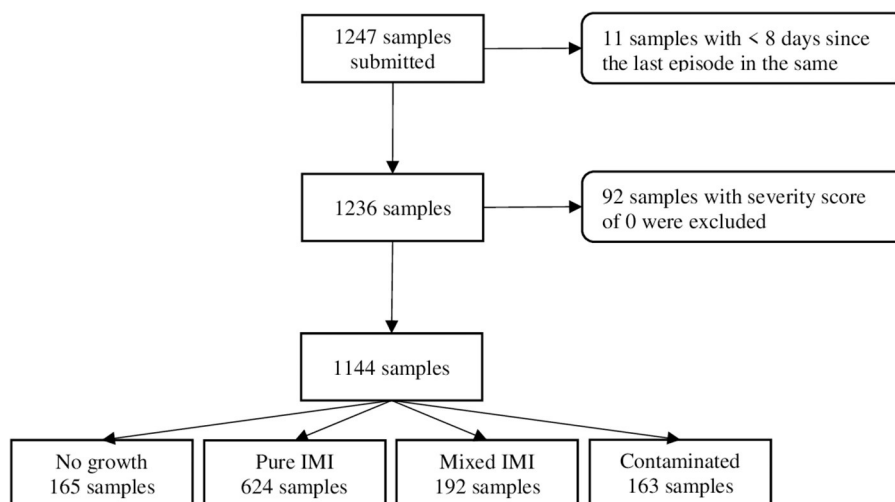 1247 samples
submitted
11 samples with < 8 days since
the last episode in the same
1236 samples
92 samples with severity score
of 0 were excluded
1144 samples
No growth
165 samples
Pure IMI
624 samples
Mixed IMI
192 samples
Contaminated
163 samples